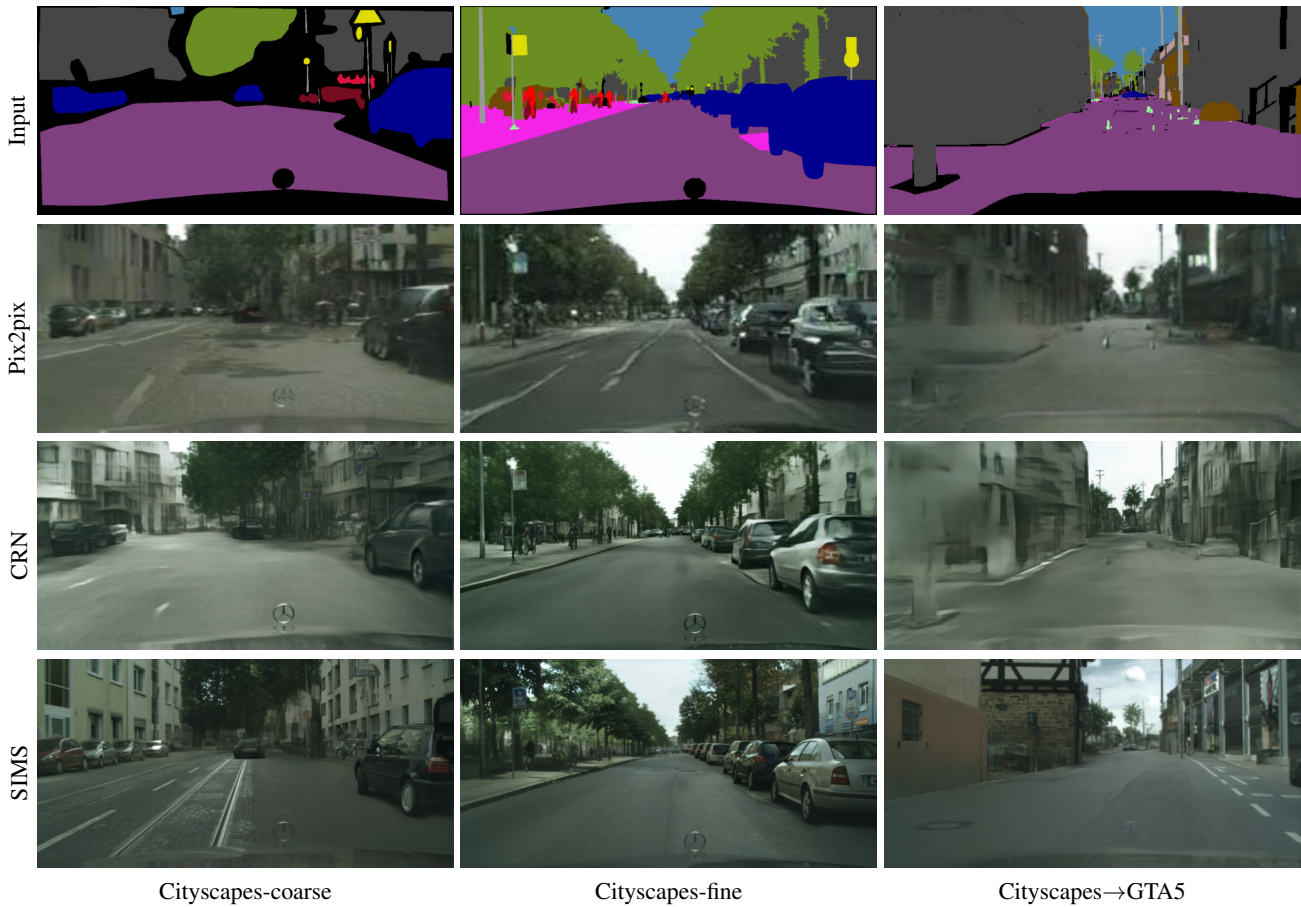 Input
Pix2pix
CRN
SIMS
Cityscapes-coarse
Cityscapes-fine
Cityscapes→GTA5